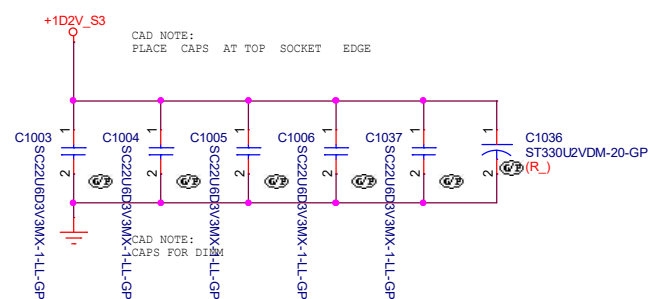 +1D2V_S3
CAD NOTE:
PLACE CAPS AT TOP SOCKET EDGE
C1003
1
2
SC22U6D3V3MX-1-LL-GP
G/P
C1004
1
2
SC22U6D3V3MX-1-LL-GP
G/P
C1005
1
2
SC22U6D3V3MX-1-LL-GP
G/P
C1006
1
2
SC22U6D3V3MX-1-LL-GP
G/P
C1037
1
2
SC22U6D3V3MX-1-LL-GP
G/P
C1036
1
2
ST330U2VDM-20-GP
G/P
(R_)
CAD NOTE:
CAPS FOR DIMM